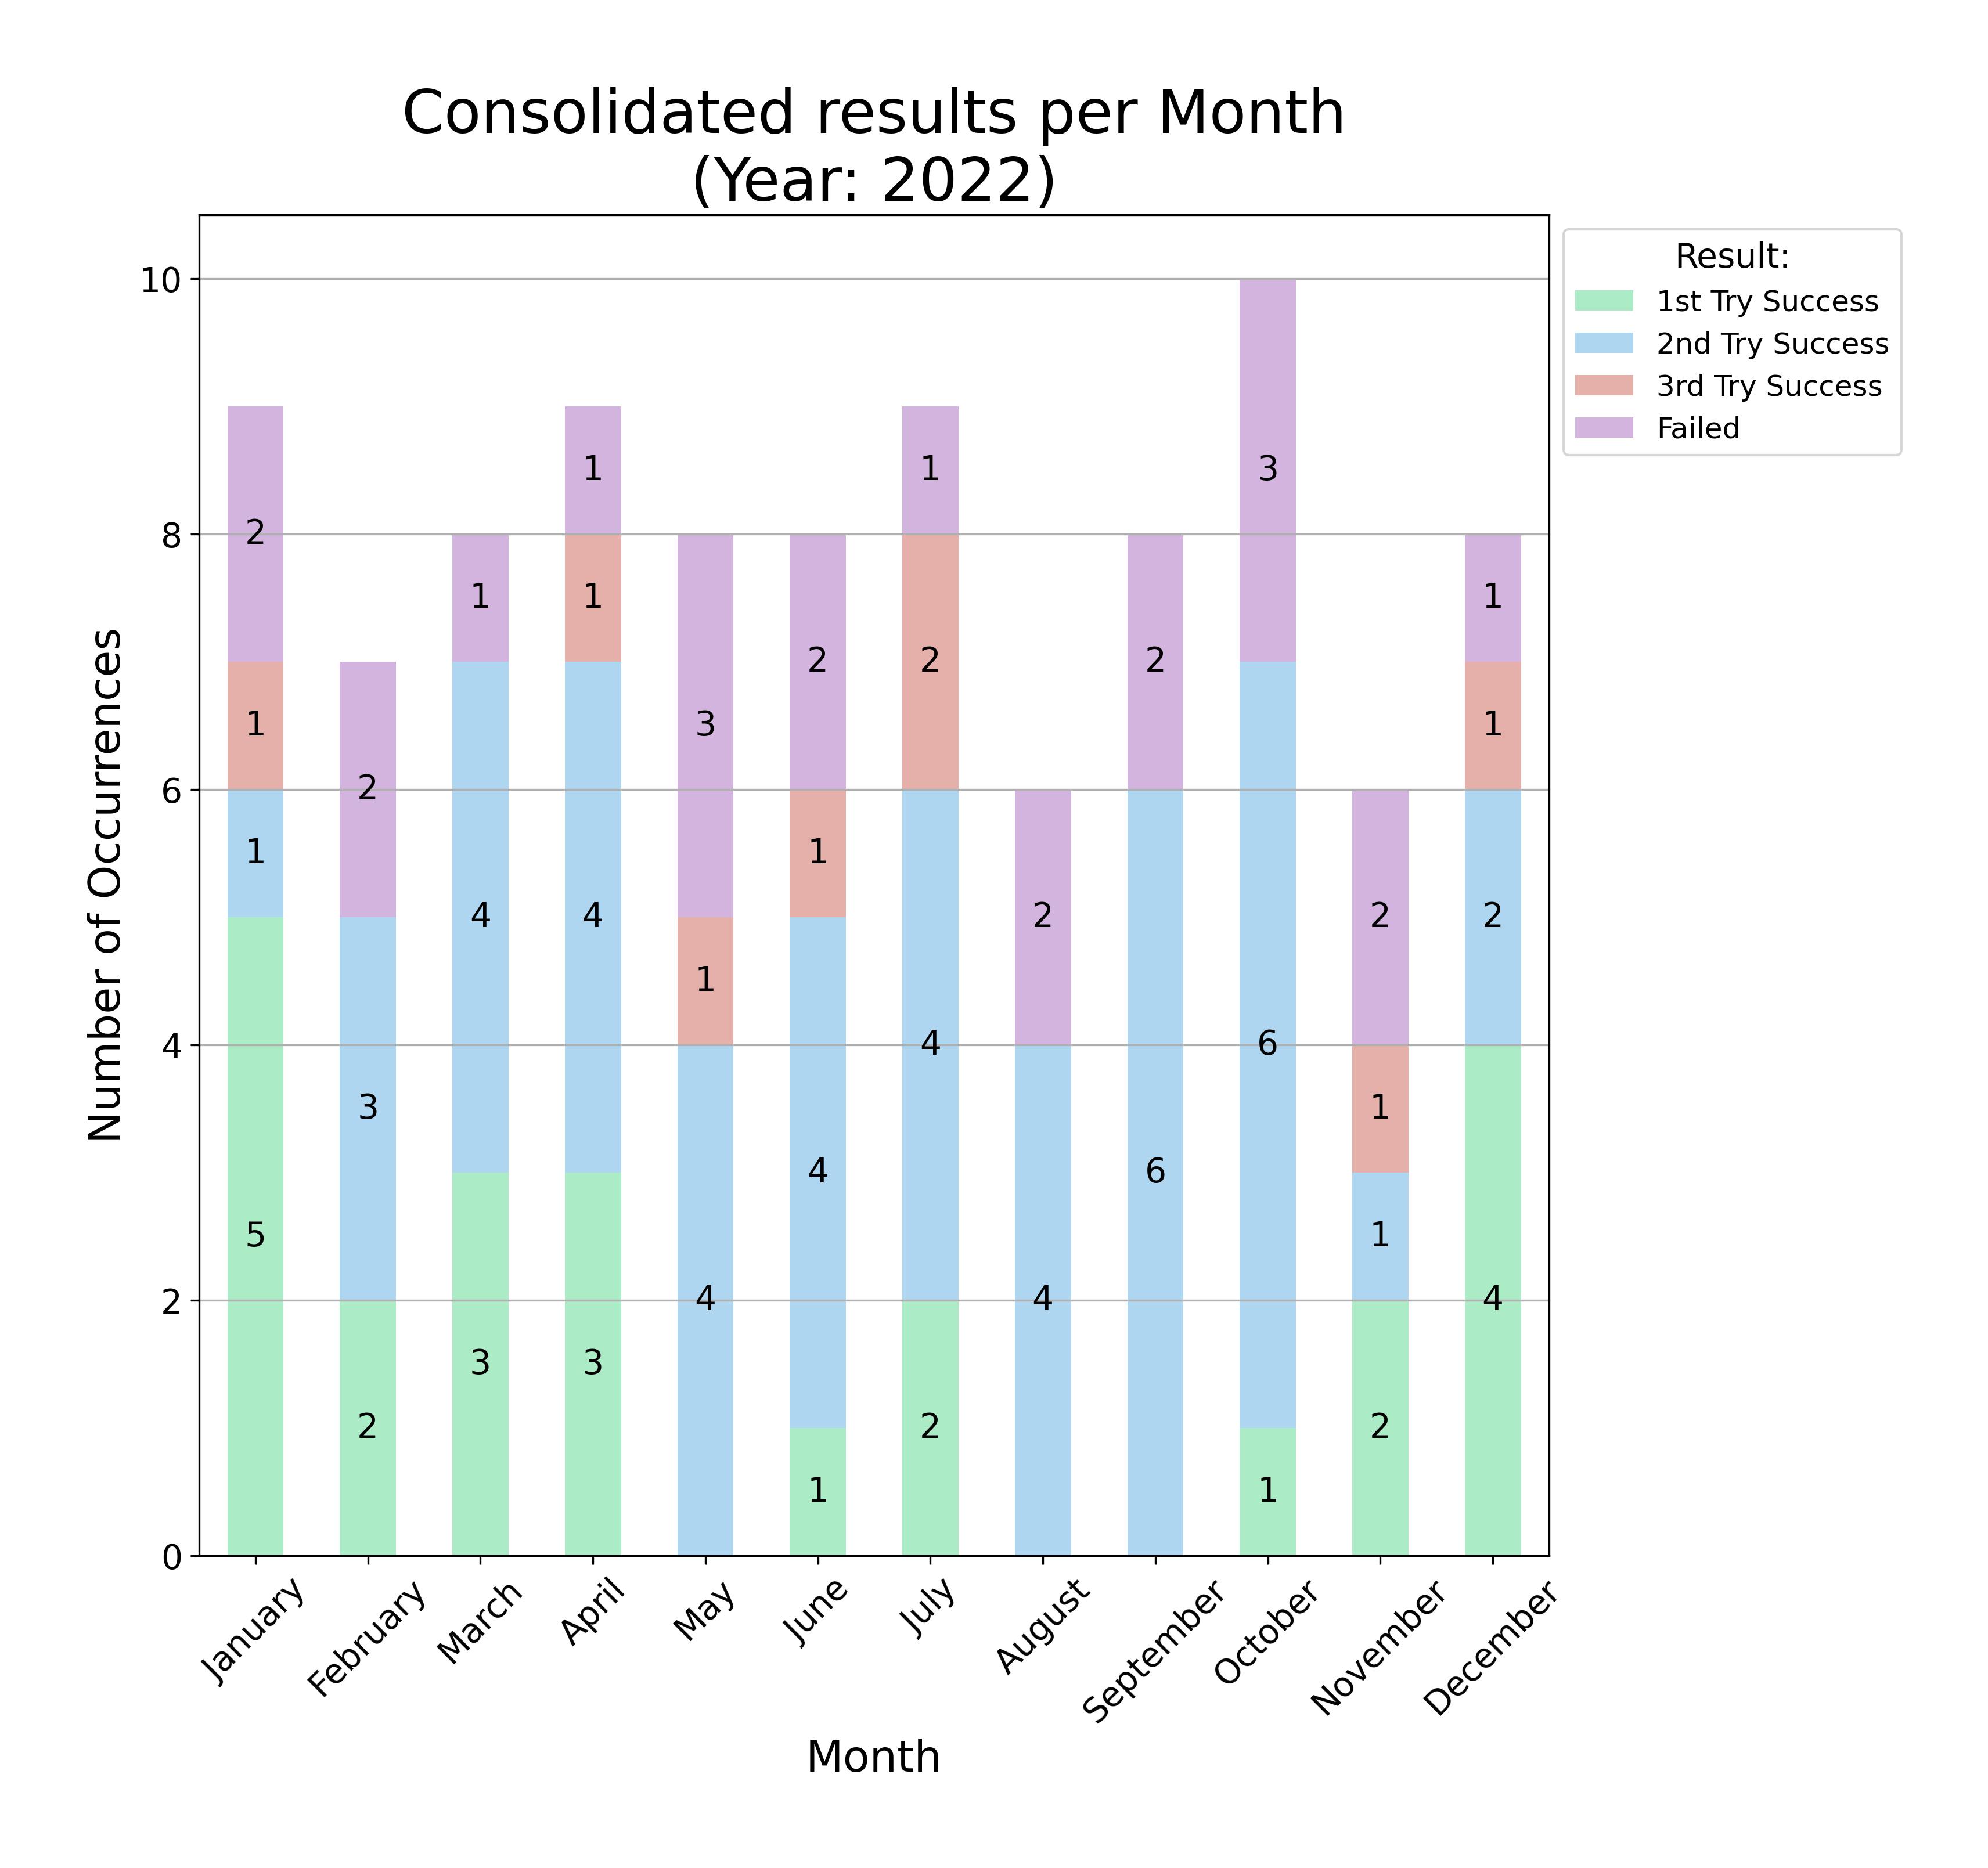 Consolidated results per Month
(Year: 2022)
Result:
1st Try Success
2nd Try Success
3rd Try Success
Failed
Number of Occurrences
10
8
6
4
2
0
2
1
1
5
2
3
2
1
4
3
1
1
4
3
3
1
4
2
1
4
1
1
2
4
2
2
4
2
6
3
6
1
2
1
1
2
1
1
2
4
January
February
March
April
May
June
July
August
September
October
November
December
Month